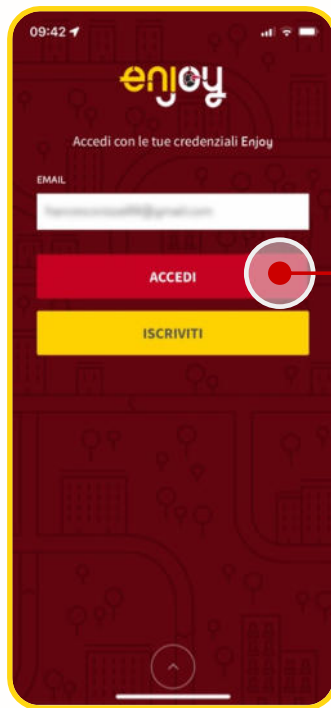 09:42
enjoy
Accedi con le tue credenziali Enjoy
EMAIL
ACCEDI
ISCRIVITI